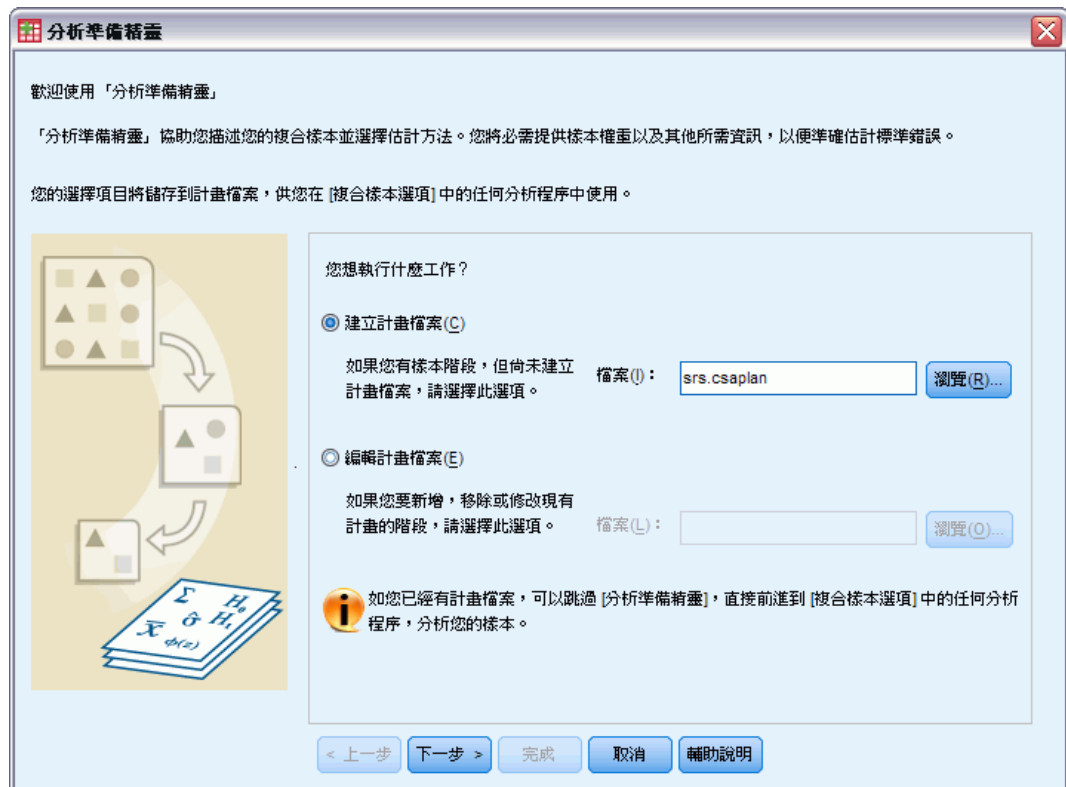 分析準備精靈
歡迎使用「分析準備精靈」
「分析準備精靈」協助您描述您的複合樣本並選擇估計方法。您將必需提供樣本權重以及其他所需資訊，以便準確估計標準錯誤。
您的選擇項目將儲存到計畫檔案，供您在 [複合樣本選項] 中的任何分析程序中使用。
您想執行什麼工作？
建立計畫檔案(C)
如果您有樣本階段，但尚未建立
計畫檔案，請選擇此選項。
檔案(I)：
srs.csaplan
瀏覽(R)...
編輯計畫檔案(E)
如果您要新增，移除或修改現有
計畫的階段，請選擇此選項。
檔案(L)：
瀏覽(O)...
如您已經有計畫檔案，可以跳過 [分析準備精靈]，直接前進到 [複合樣本選項] 中的任何分析
程序，分析您的樣本。
Σ H₀
x̄ σ̂ H₁
φ(z)
< 上一步
下一步 >
完成
取消
輔助說明